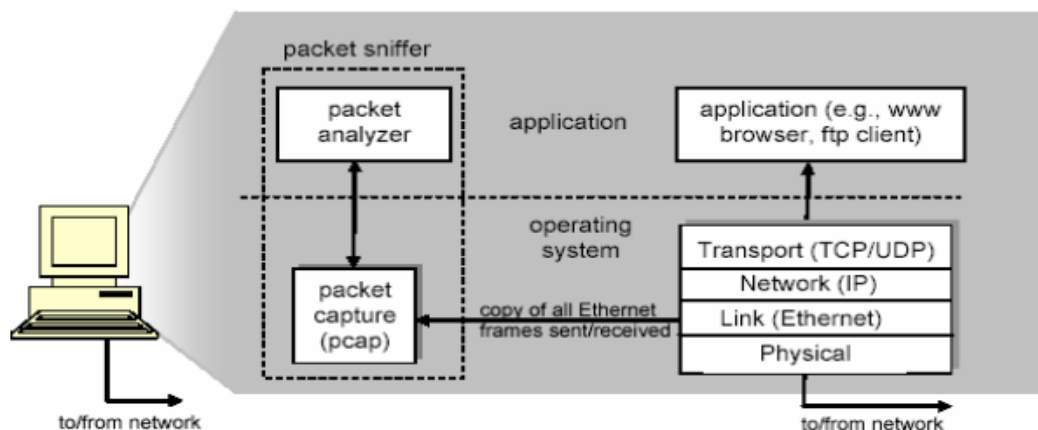 packet sniffer
packet
analyzer
application
application (e.g., www
browser, ftp client)
operating
system
packet
capture
(pcap)
copy of all Ethernet
frames sent/received
Transport (TCP/UDP)
Network (IP)
Link (Ethernet)
Physical
to/from network
to/from network